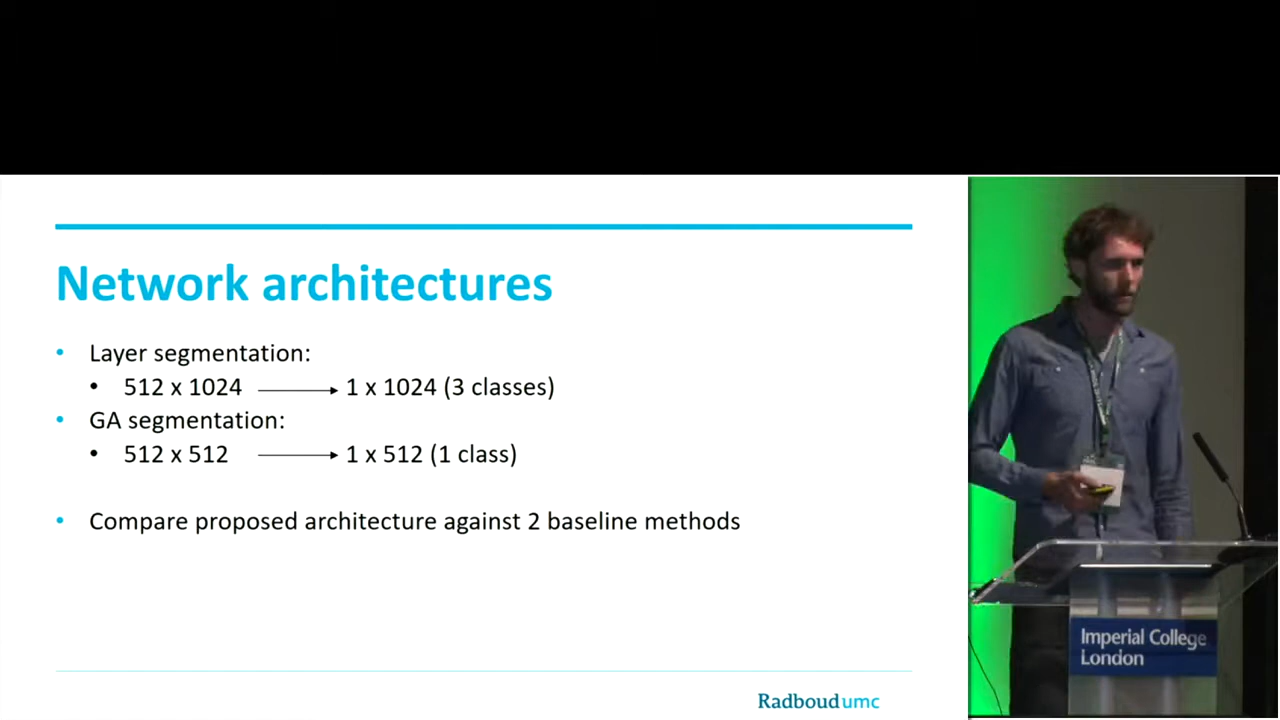 Network architectures
• Layer segmentation:
• 512 x 1024 → 1 x 1024 (3 classes)
• GA segmentation:
• 512 x 512 → 1 x 512 (1 class)
• Compare proposed architecture against 2 baseline methods
Radboudumc
Imperial College
London